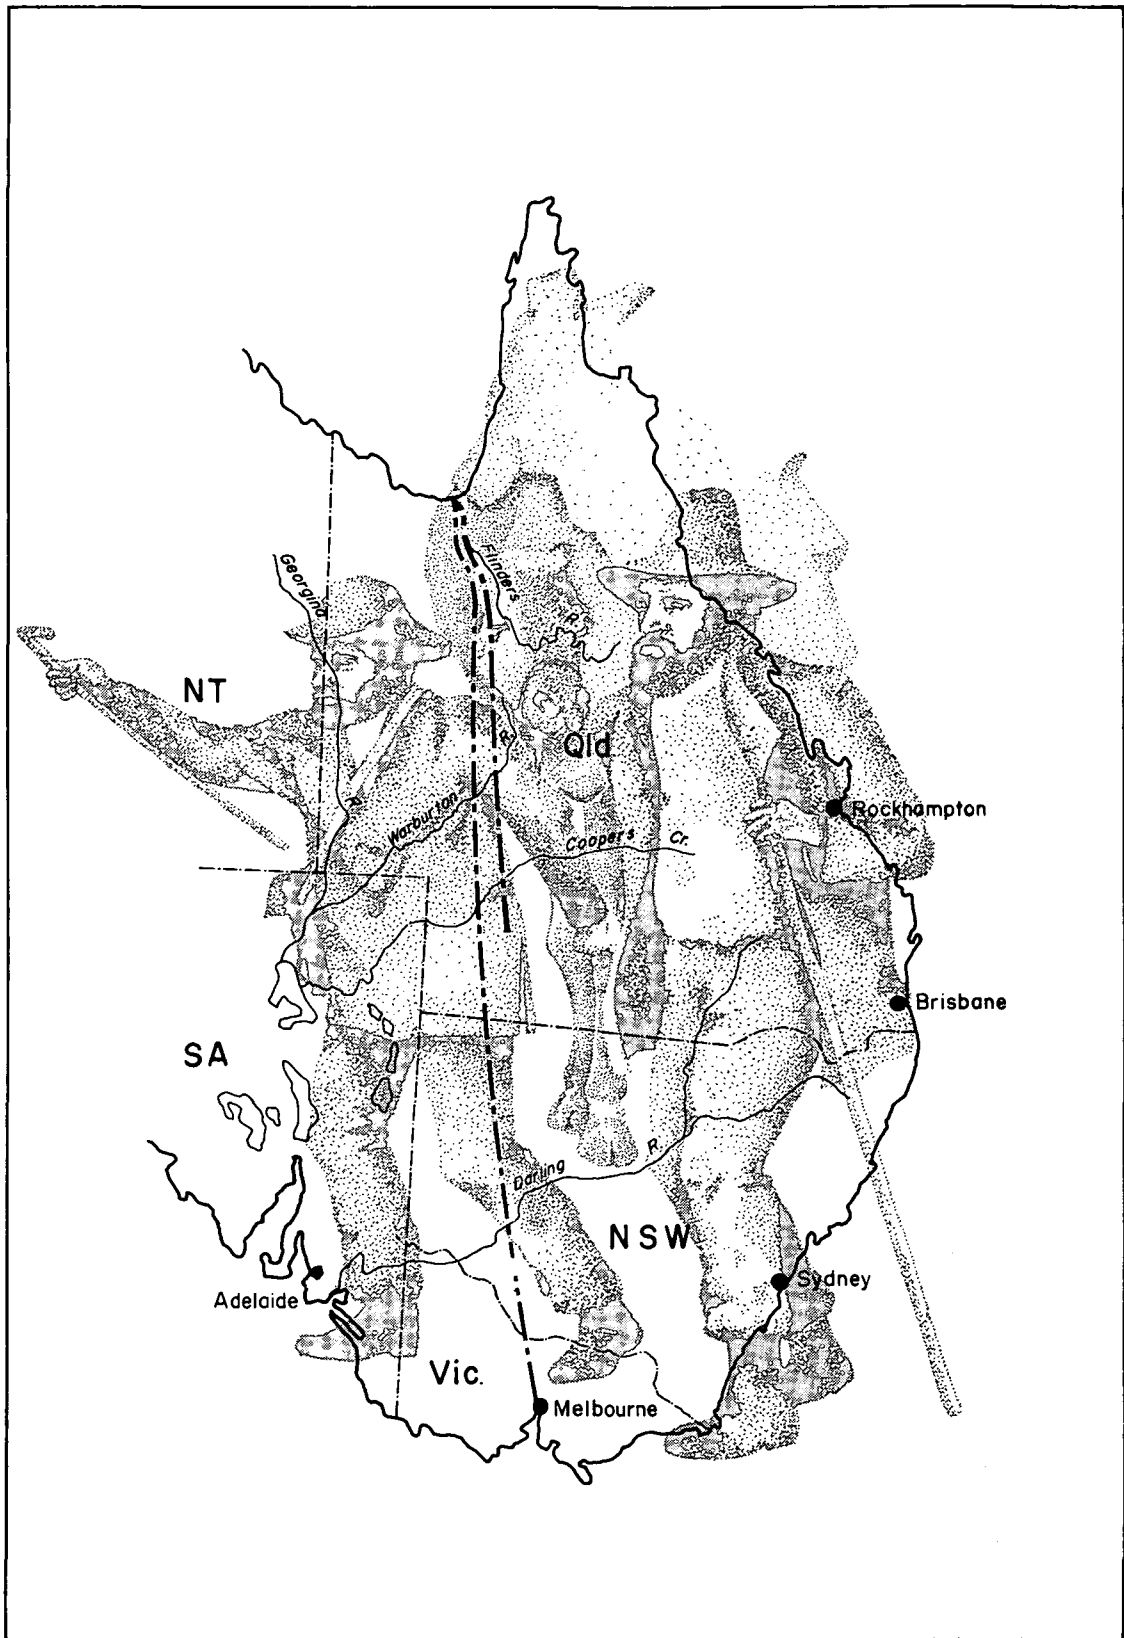 Flinders
R.
Georgina
R.
NT
Qld
R.
Warburton
Coopers Cr.
Rockhampton
Brisbane
SA
Darling R.
NSW
Sydney
Adelaide
Vic.
Melbourne